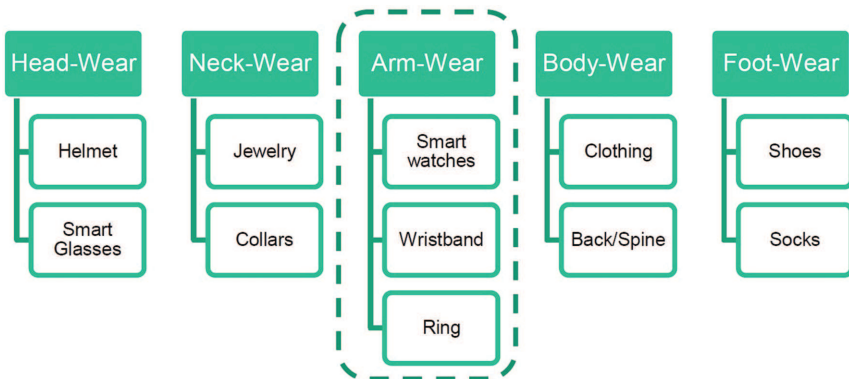 Head-Wear
Neck-Wear
Arm-Wear
Body-Wear
Foot-Wear
Helmet
Jewelry
Smart
watches
Clothing
Shoes
Smart
Glasses
Collars
Wristband
Back/Spine
Socks
Ring